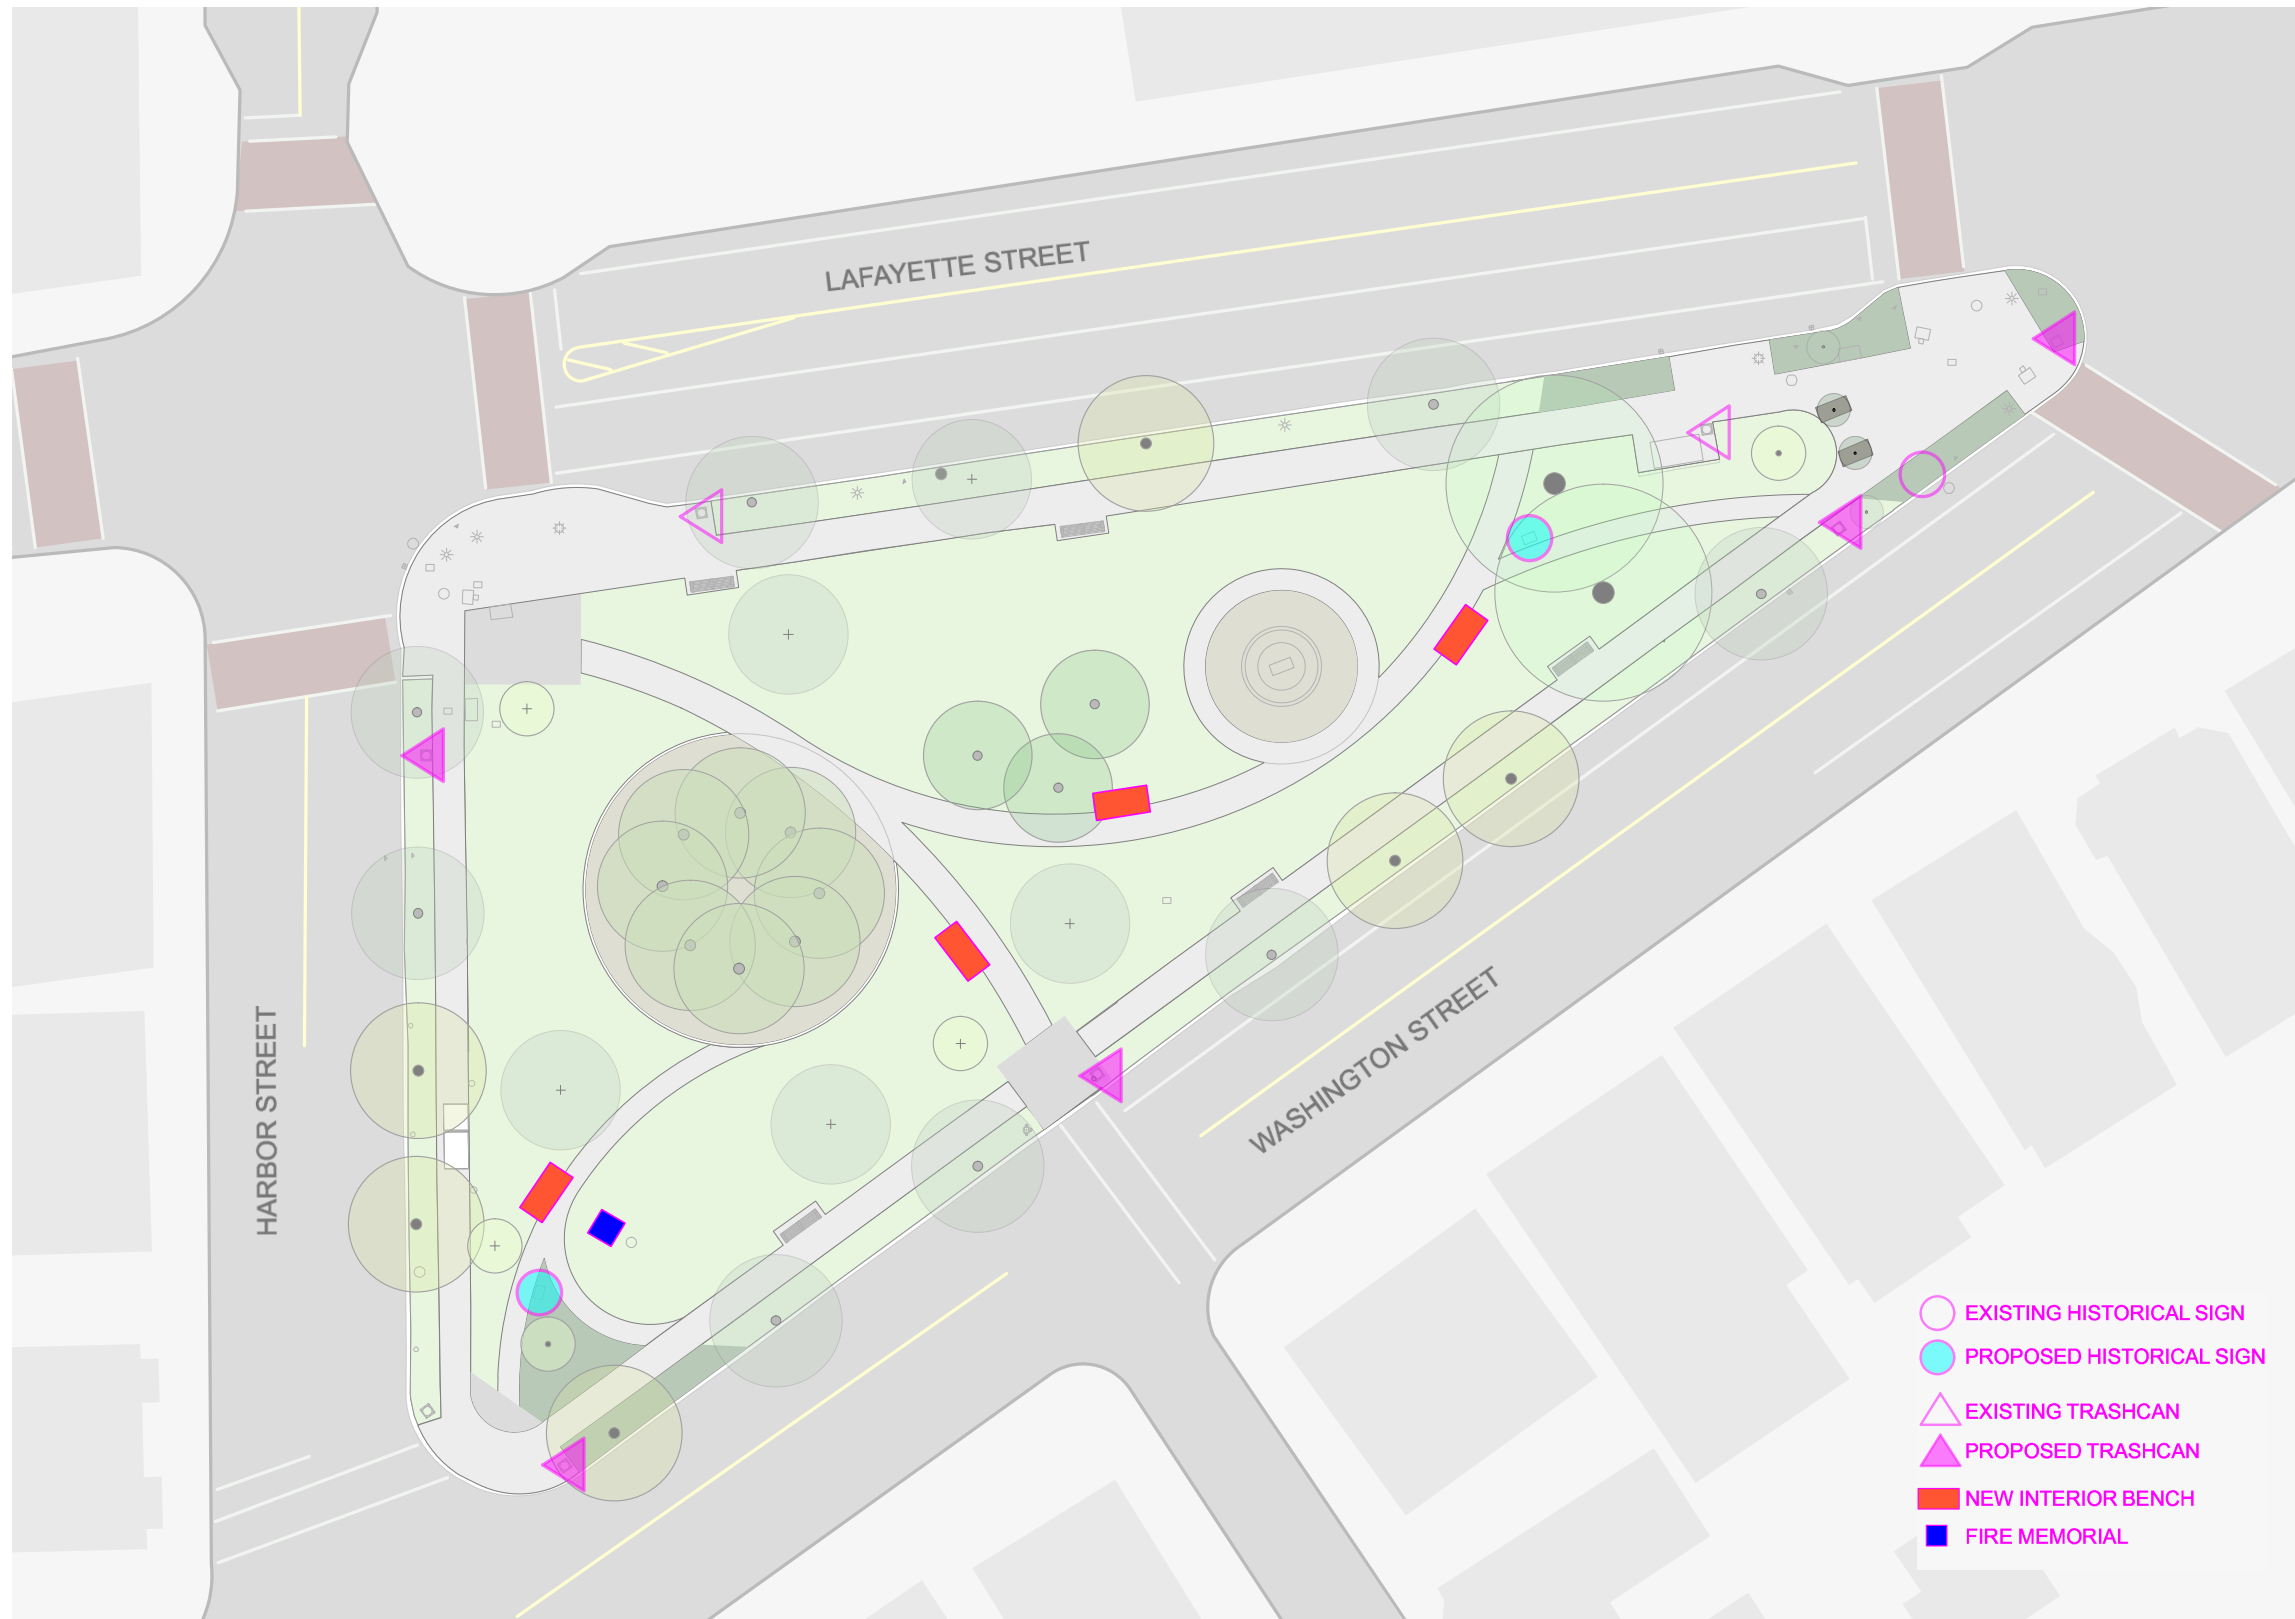 LAFAYETTE STREET
HARBOR STREET
WASHINGTON STREET
EXISTING HISTORICAL SIGN
PROPOSED HISTORICAL SIGN
EXISTING TRASHCAN
PROPOSED TRASHCAN
NEW INTERIOR BENCH
FIRE MEMORIAL